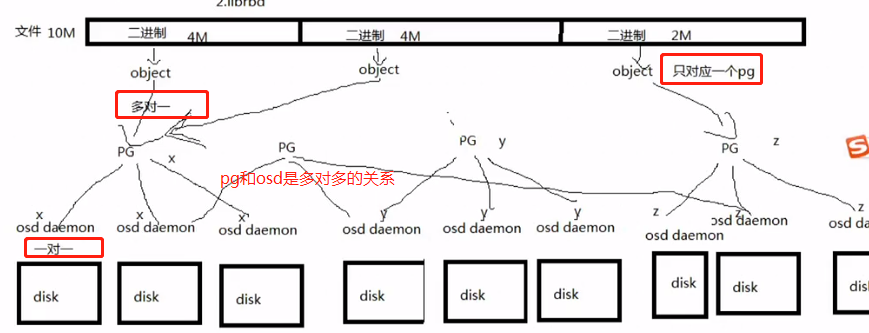 2.librbd
文件 10M 二进制 4M 二进制 4M 二进制 2M
object object object 只对应一个pg
多对一
PG x PG PG y PG z
pg和osd是多对多的关系
x x x y y y z z z
osd daemon osd daemon osd daemon osd daemon osd daemon osd daemon osd daemon osd daemon osd da
一对一
disk disk disk disk disk disk disk disk dis